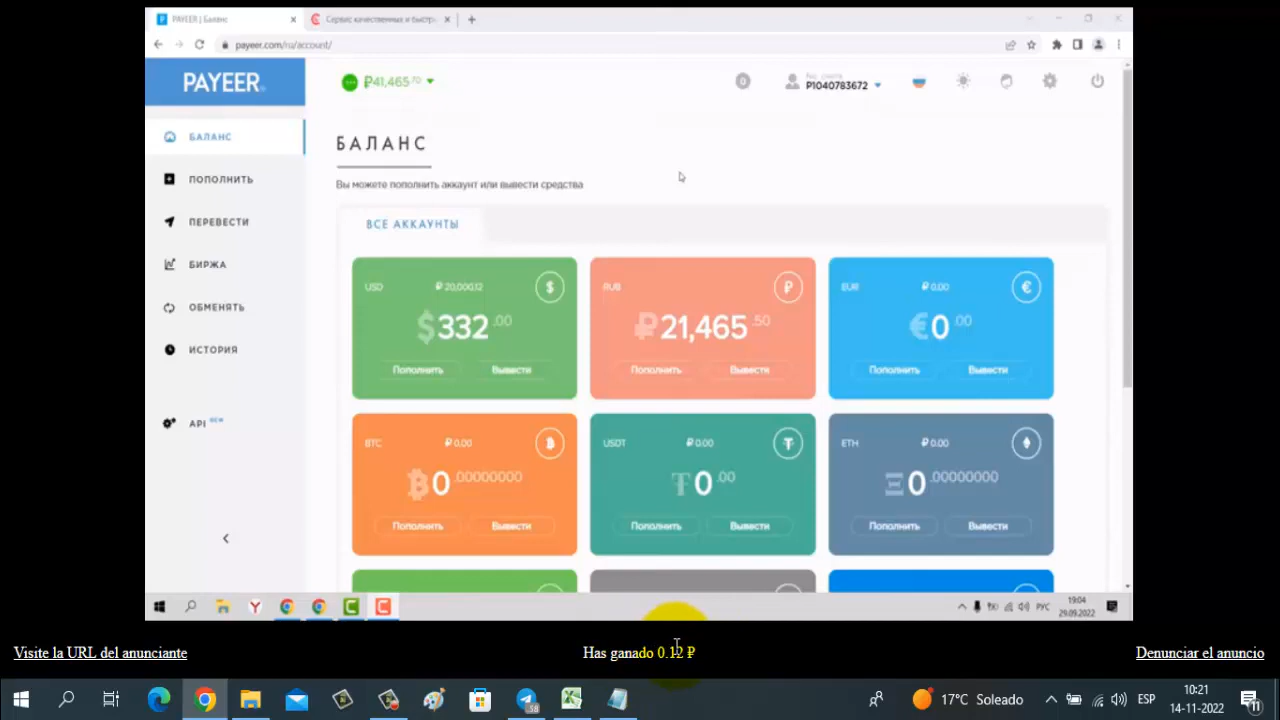 PAYEER | Баланс
Сервис качественных и быстр
payeer.com/ru/account/
PAYEER
₽41,465.70
0
P1040783672
БАЛАНС
ПОПОЛНИТЬ
ПЕРЕВЕСТИ
БИРЖА
ОБМЕНЯТЬ
ИСТОРИЯ
API NEW
БАЛАНС
Вы можете пополнить аккаунт или вывести средства
ВСЕ АККАУНТЫ
USD ₽20,000.12 $
$332.00
Пополнить Вывести
RUB ₽
₽21,465.50
Пополнить Вывести
EUR ₽0.00 €
€0.00
Пополнить Вывести
BTC ₽0.00
0.00000000
Пополнить Вывести
USDT ₽0.00
₮0.00
Пополнить Вывести
ETH ₽0.00
Ξ0.00000000
Пополнить Вывести
РУС
19:04
29.09.2022
Visite la URL del anunciante
Has ganado 0.12 ₽
Denunciar el anuncio
.38
17°C Soleado
ESP
10:21
14-11-2022
11